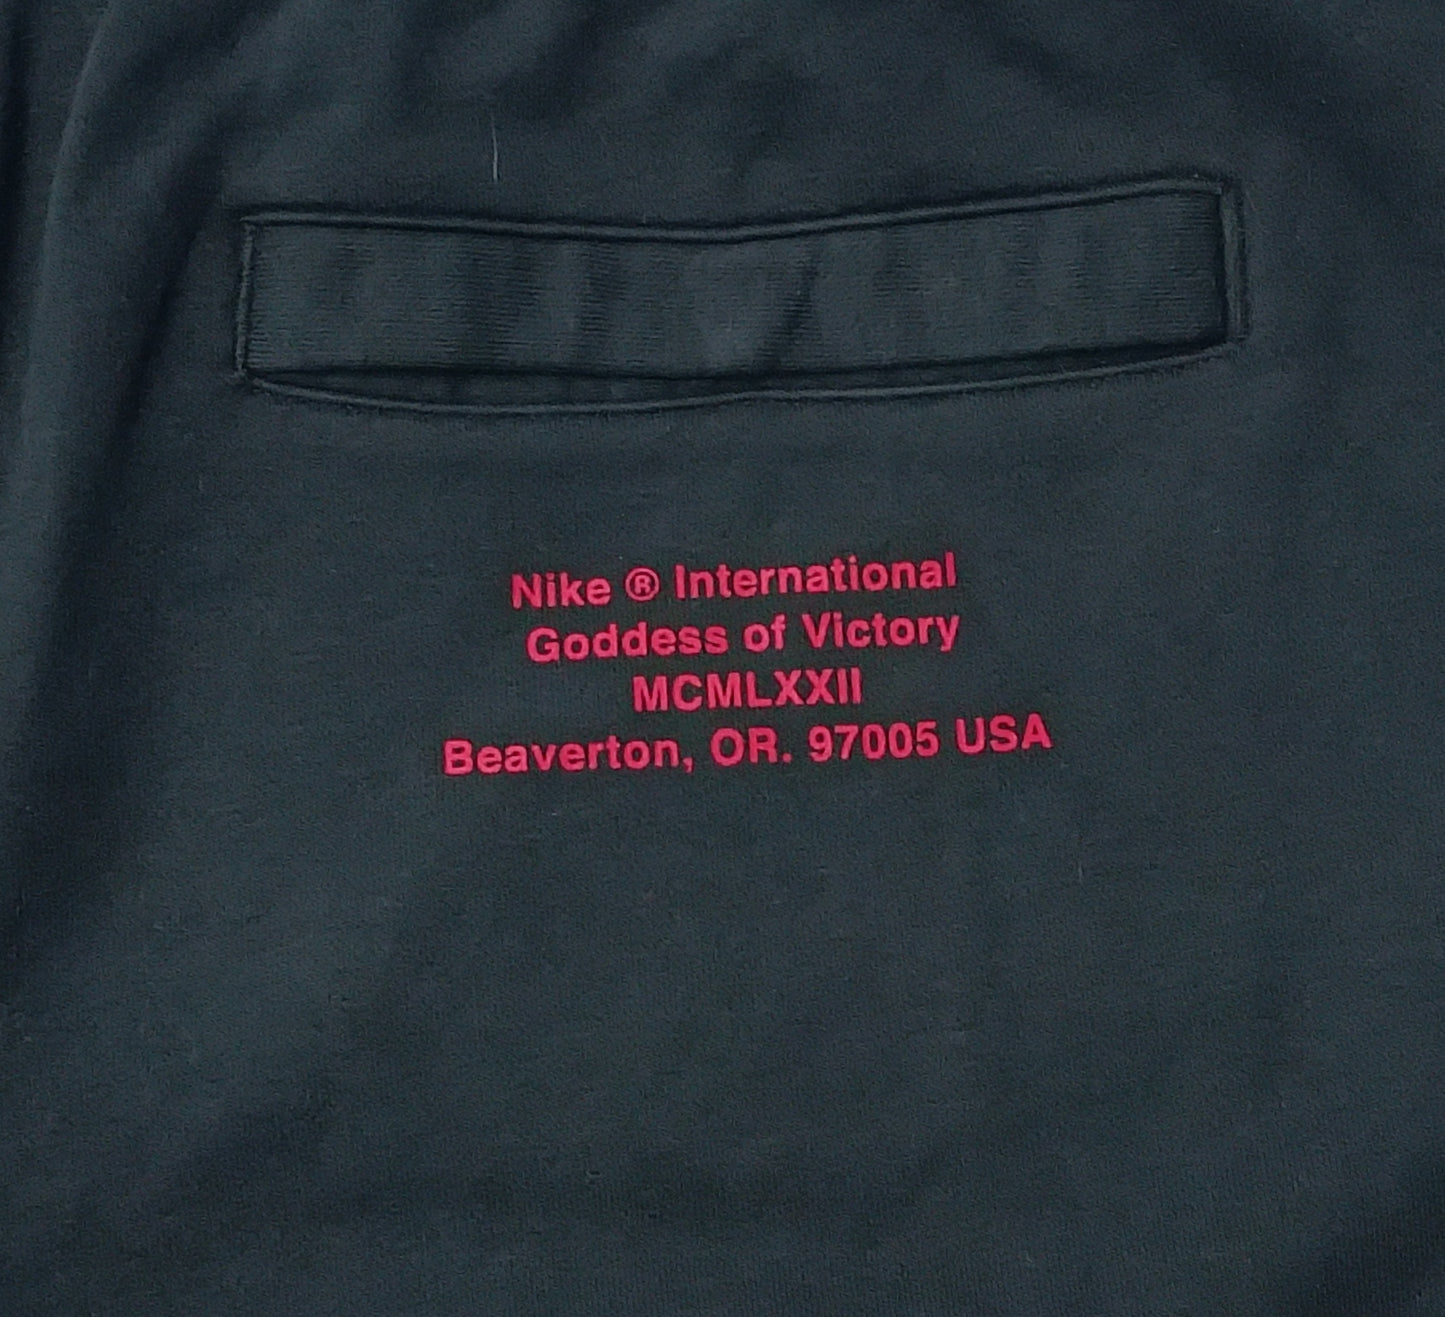 Nike ® International
Goddess of Victory
MCMLXXII
Beaverton, OR. 97005 USA